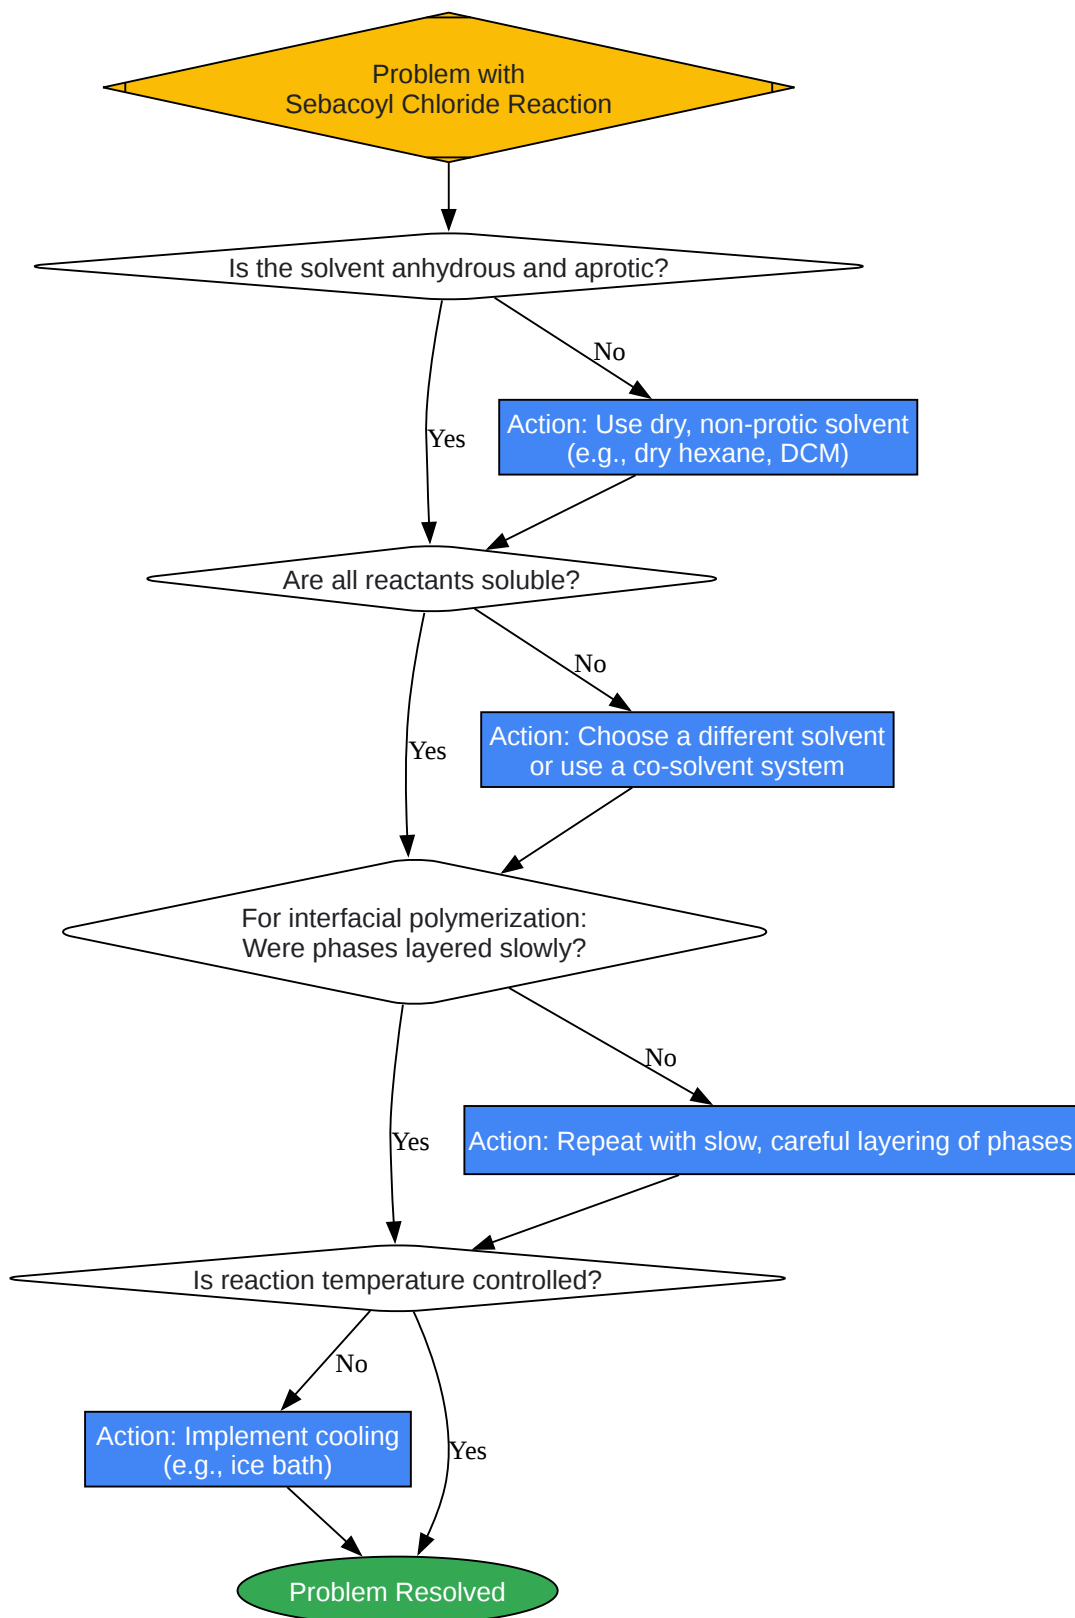 Problem with
Sebacoyl Chloride Reaction
Is the solvent anhydrous and aprotic?
No
Yes
Action: Use dry, non-protic solvent
(e.g., dry hexane, DCM)
Are all reactants soluble?
No
Yes
Action: Choose a different solvent
or use a co-solvent system
For interfacial polymerization:
Were phases layered slowly?
No
Yes
Action: Repeat with slow, careful layering of phases
Is reaction temperature controlled?
No
Yes
Action: Implement cooling
(e.g., ice bath)
Problem Resolved